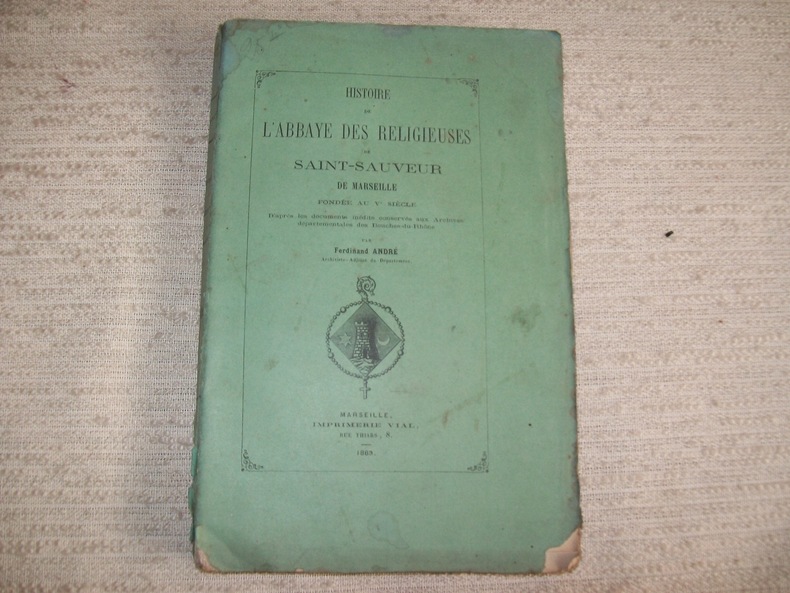 HISTOIRE
DE
L'ABBAYE DES RELIGIEUSES
DE
SAINT-SAUVEUR
DE MARSEILLE
FONDÉE AU Vᵉ SIÈCLE
D'après les documents inédits conservés aux Archives
départementales des Bouches-du-Rhône
PAR
Ferdinand ANDRÉ
Archiviste-Adjoint du Département
MARSEILLE,
IMPRIMERIE VIAL,
RUE THIARS, 8.
1863.